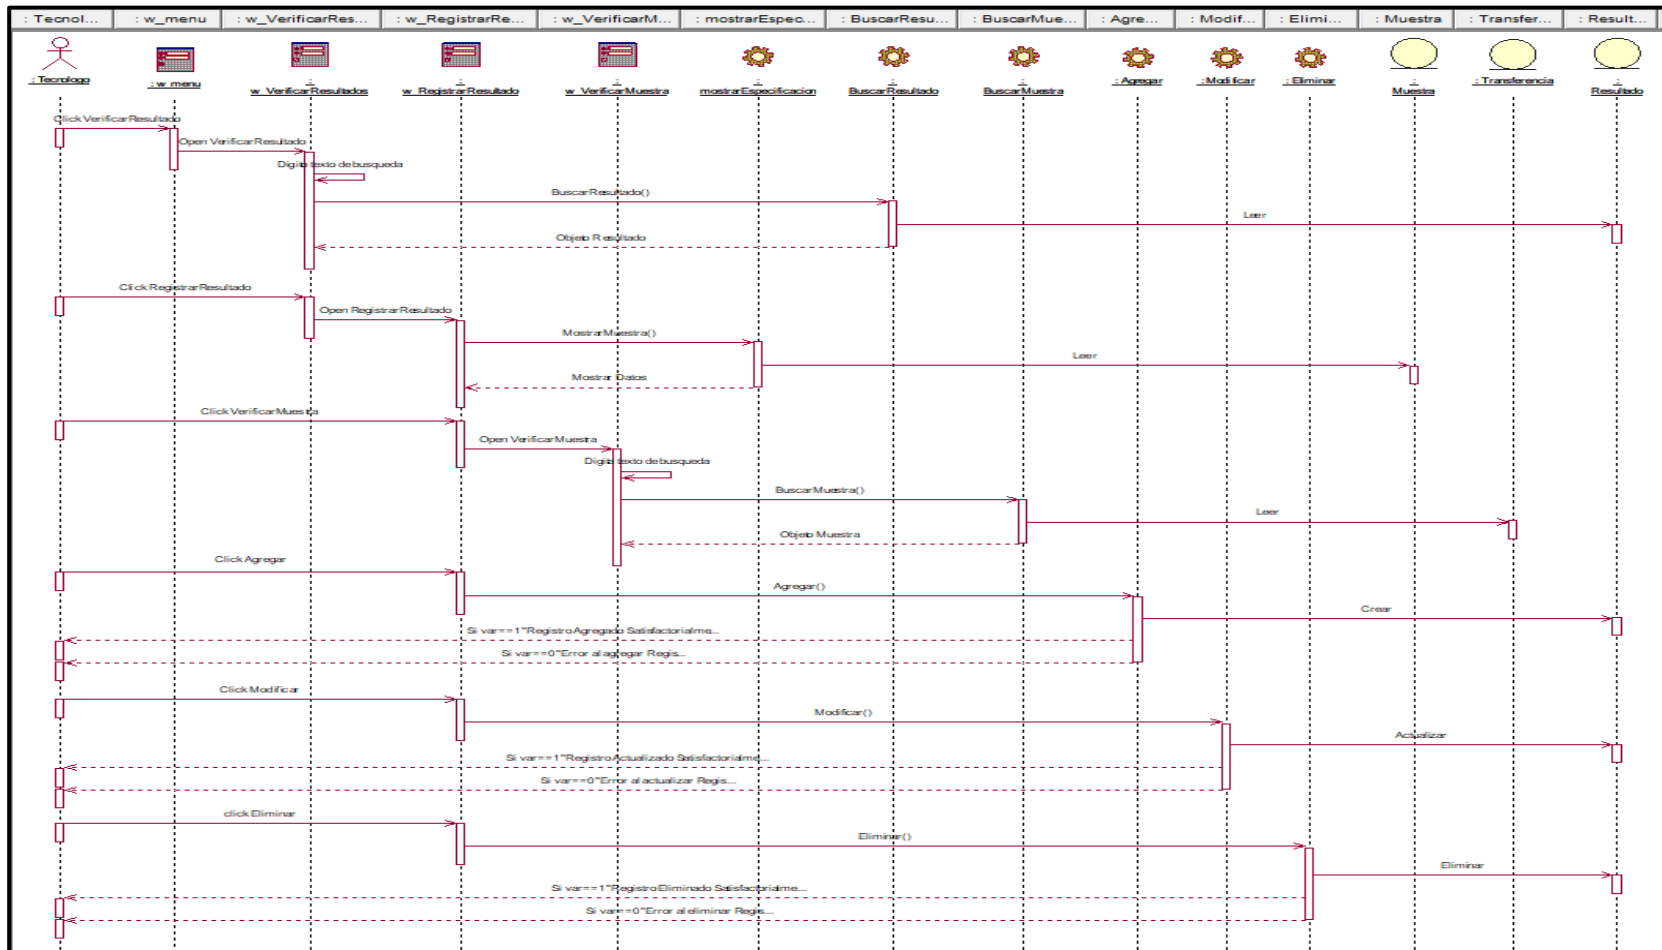 : Tecnol...
: w_menu
: w_VerificarRes...
: w_RegistrarRe...
: w_VerificarM...
: mostrarEspec...
: BuscarResu...
: BuscarMue...
: Agre...
: Modif...
: Elimi...
: Muestra
: Transfer...
: Result...
: Tecnologo
: w_menu
: w_VerificarResultados
: w_RegistrarResultado
: w_VerificarMuestra
: mostrarEspecificacion
: BuscarResultado
: BuscarMuestra
: Agregar
: Modificar
: Eliminar
: Muestra
: Transferencia
: Resultado
Click VerificarResultado
Open VerificarResultado
Digita texto de busqueda
BuscarResultado()
Leer
Objeto Resultado
Click RegistrarResultado
Open RegistrarResultado
MostrarMuestra()
Leer
Mostrar Datos
Click VerificarMuestra
Open VerificarMuestra
Digita texto de busqueda
BuscarMuestra()
Leer
Objeto Muestra
Click Agregar
Agregar()
Crear
Si var==1"Registro Agregado Satisfactorialme...
Si var==0"Error al agregar Regis...
Click Modificar
Modificar()
Actualizar
Si var==1"Registro Actualizado Satisfactorialme...
Si var==0"Error al actualizar Regis...
click Eliminar
Eliminar()
Eliminar
Si var==1"Registro Eliminado Satisfactorialme...
Si var==0"Error al eliminar Regis...